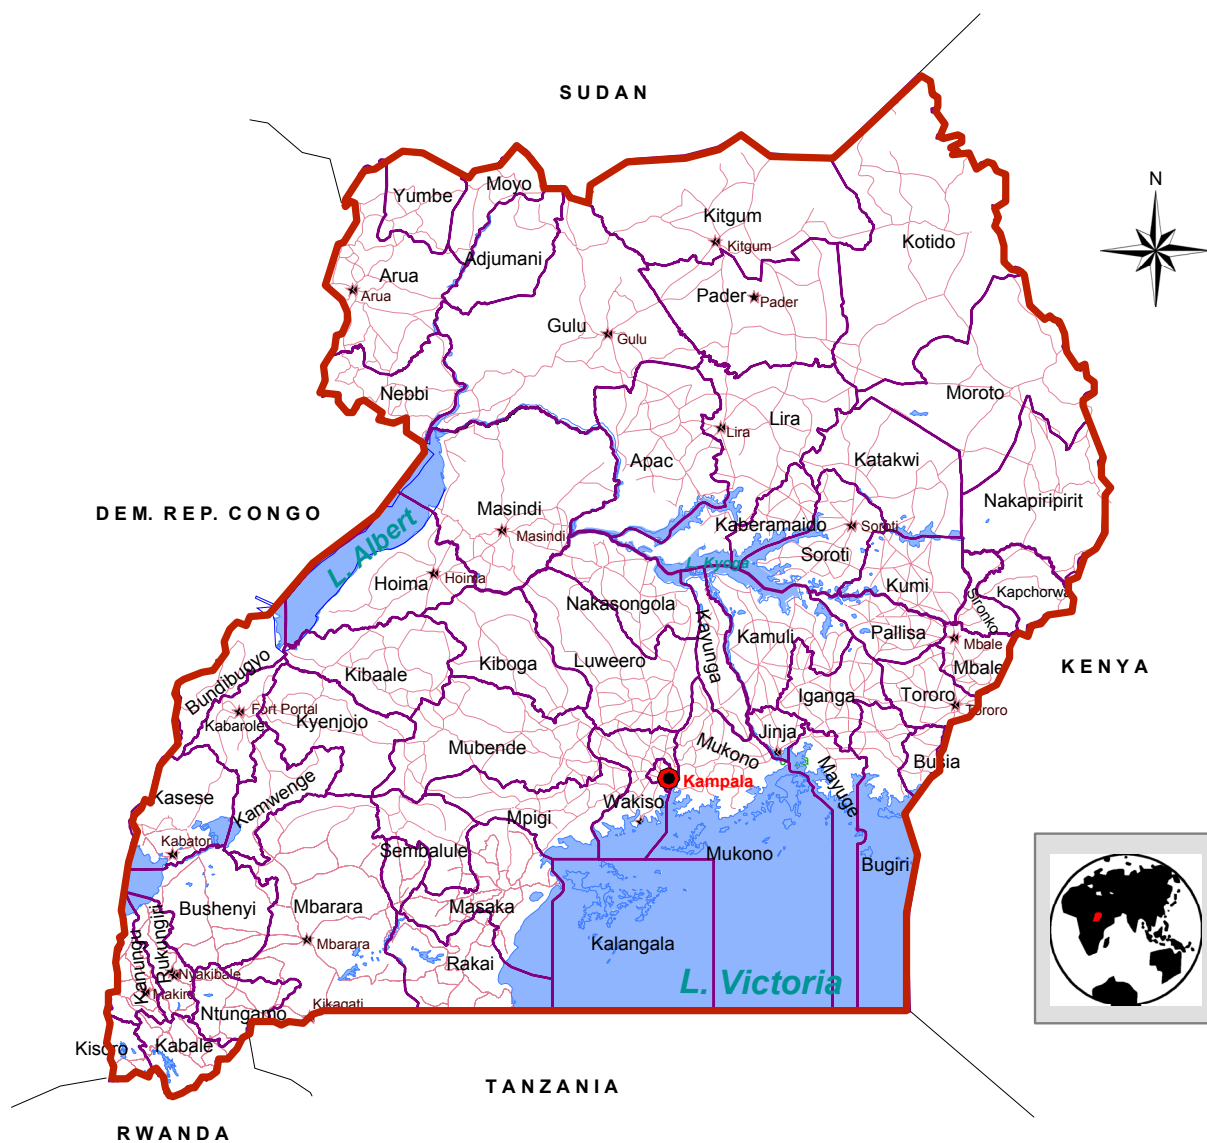 SUDAN
N
Yumbe
Moyo
Kitgum
Kitgum
Kotido
Adjumani
Arua
Arua
Pader
Pader
Gulu
Gulu
Nebbi
Moroto
Lira
Lira
Apac
Katakwi
Nakapiripirit
DEM. REP. CONGO
Masindi
Masindi
Kaberamaido
Soroti
Soroti
L. Albert
L. Kyoga
Hoima
Hoima
Kumi
Kapchorwa
Sironko
Nakasongola
Kayunga
Kamuli
Pallisa
Mbale
Mbale
KENYA
Bundibugyo
Kibaale
Kiboga
Luweero
Iganga
Tororo
Tororo
Fort Portal
Kabarole
Kyenjojo
Mubende
Mukono
Jinja
Busia
Mayuge
Kampala
Kasese
Kamwenge
Wakiso
Mpigi
Sembabule
Mukono
Bugiri
Bushenyi
Mbarara
Mbarara
Masaka
Kalangala
Rakai
Kanungu
Rukungiri
Nyakibale
L. Victoria
Kikagati
Ntungamo
Kisoro
Kabale
TANZANIA
RWANDA